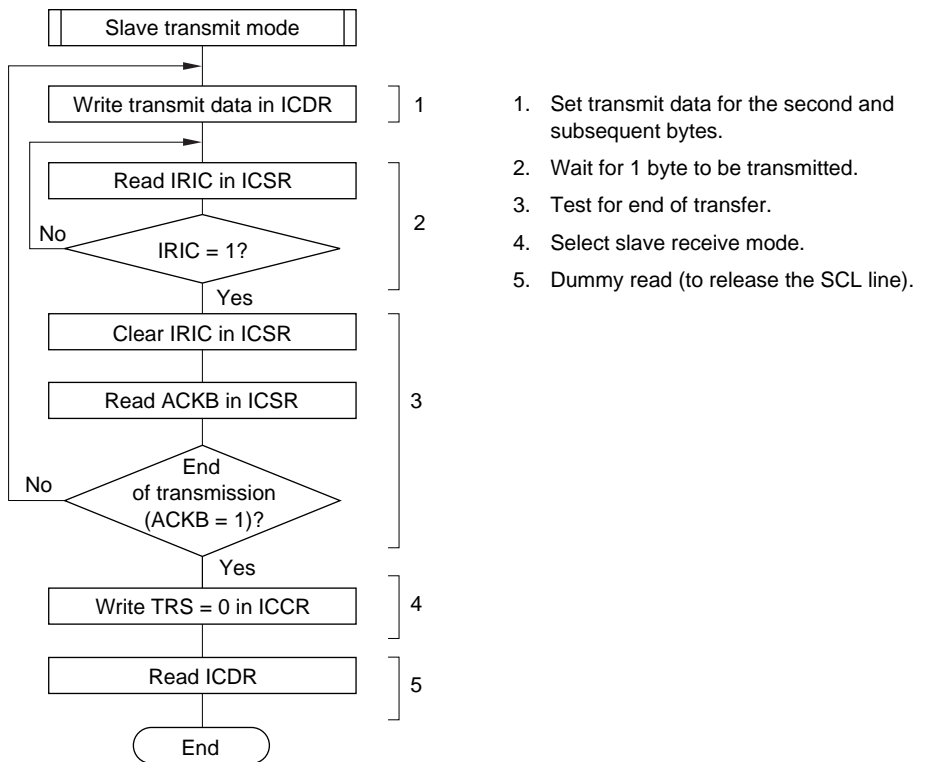 Slave transmit mode
Write transmit data in ICDR
1
Read IRIC in ICSR
2
No
IRIC = 1?
Yes
Clear IRIC in ICSR
Read ACKB in ICSR
3
No
End
of transmission
(ACKB = 1)?
Yes
Write TRS = 0 in ICCR
4
Read ICDR
5
End
1. Set transmit data for the second and
subsequent bytes.
2. Wait for 1 byte to be transmitted.
3. Test for end of transfer.
4. Select slave receive mode.
5. Dummy read (to release the SCL line).